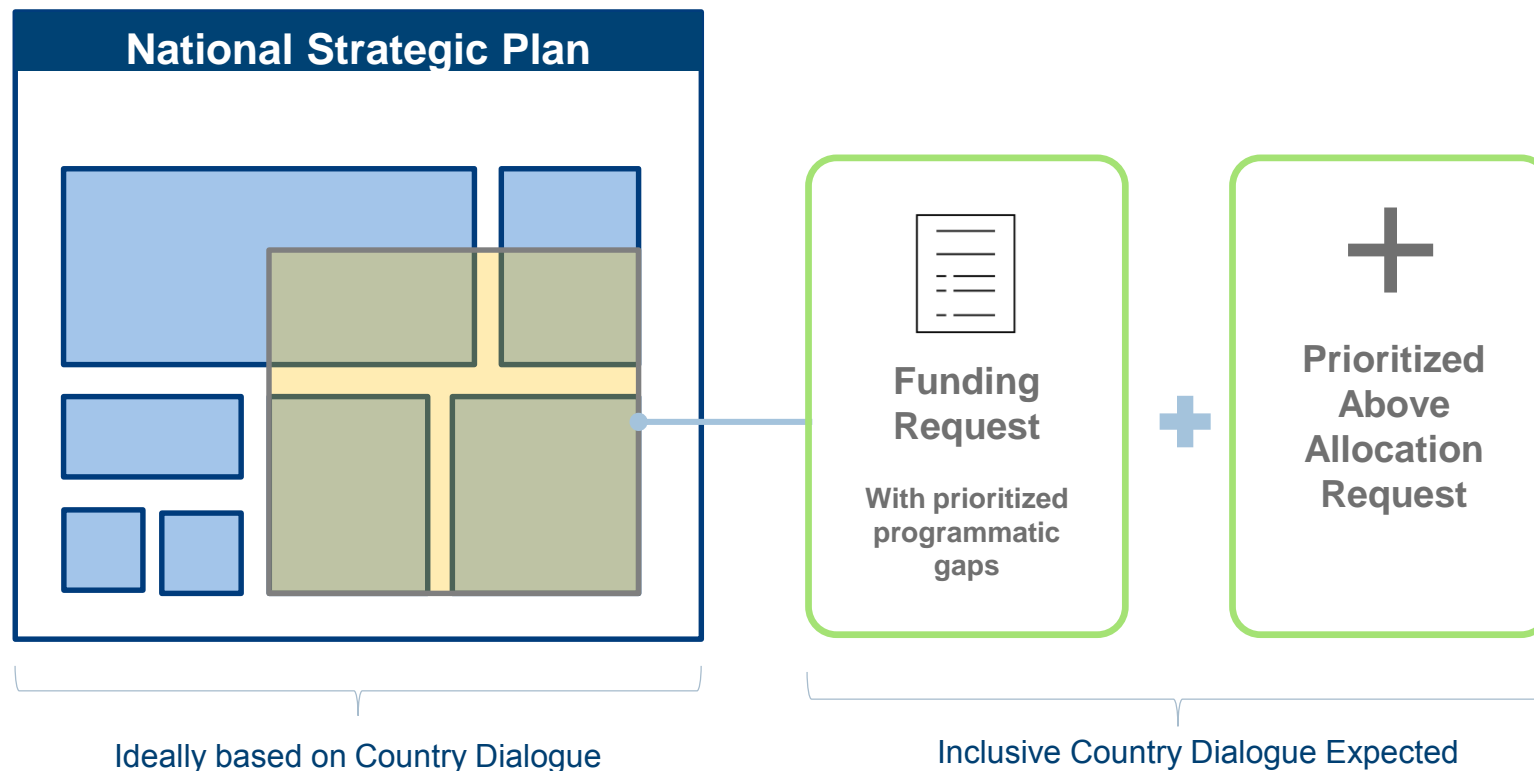 National Strategic Plan
Funding
Request
With prioritized
programmatic
gaps
Prioritized
Above
Allocation
Request
Ideally based on Country Dialogue
Inclusive Country Dialogue Expected